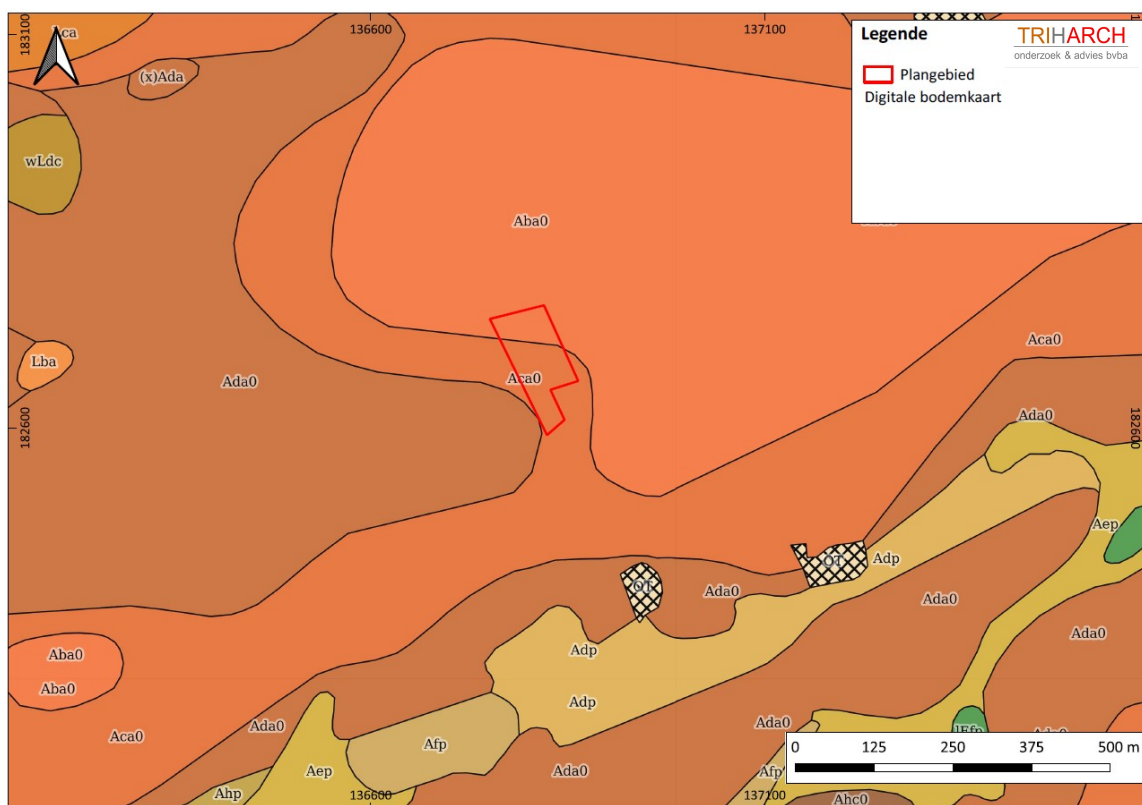 183100
136600
137100
Legende
TRIHARCH
onderzoek & advies bvba
Plangebied
Digitale bodemkaart
(x)Ada
wLdc
Aba0
Lba
Ada0
Aca0
Aca0
182600
182600
Ada0
Aep
Adp
OT
OT
Ada0
Ada0
Ada0
Aba0
Aba0
Adp
Adp
Aca0
Ada0
Afp
Ada0
Ada0
Aep
Ahp
Afp
lEfp
0 125 250 375 500 m
136600
137100
Ahc0